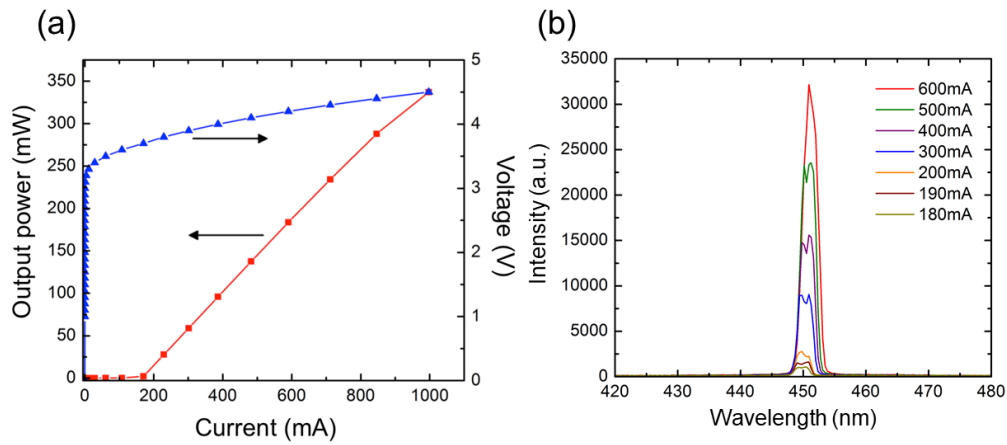 (a)
350
300
250
200
150
100
50
0
Output power (mW)
5
4
3
2
1
0
Voltage (V)
0 200 400 600 800 1000
Current (mA)
(b)
35000
30000
25000
20000
15000
10000
5000
0
Intensity (a.u.)
600mA
500mA
400mA
300mA
200mA
190mA
180mA
420 430 440 450 460 470 480
Wavelength (nm)